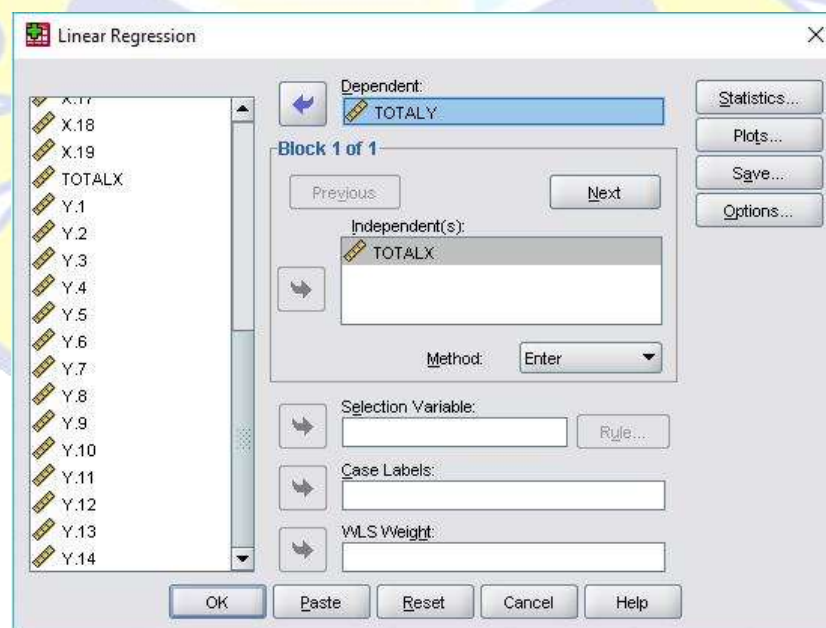 Linear Regression
X.17
X.18
X.19
TOTALX
Y.1
Y.2
Y.3
Y.4
Y.5
Y.6
Y.7
Y.8
Y.9
Y.10
Y.11
Y.12
Y.13
Y.14
Dependent:
TOTALY
Block 1 of 1
Previous
Next
Independent(s):
TOTALX
Method:
Enter
Selection Variable:
Rule...
Case Labels:
WLS Weight:
Statistics...
Plots...
Save...
Options...
OK
Paste
Reset
Cancel
Help